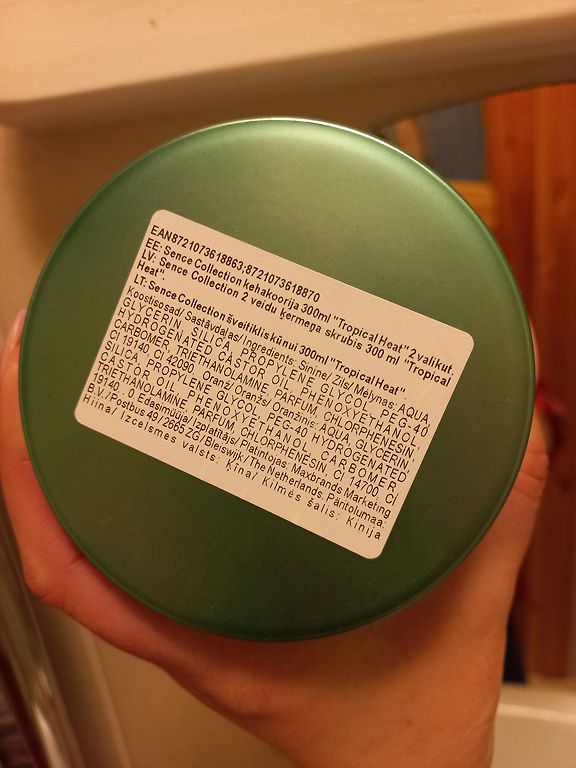 EAN8721073618863;8721073618870
EE: Sence Collection kehakoorija 300ml "Tropical Heat" 2 valikut.
LV: Sence Collection 2 veidu ķermeņa skrubis 300 ml "Tropical
Heat".
LT: Sence Collection šveitiklis kūnui 300ml "Tropical Heat".
Koostisosad/ Sastāvdaļas/ Ingredients: Sinine/ Zils/ Mėlynas: AQUA,
GLYCERIN, SILICA, PROPYLENE GLYCOL, PEG-40
HYDROGENATED CASTOR OIL, PHENOXYETHANOL,
CARBOMER, TRIETHANOLAMINE, PARFUM, CHLORPHENESIN,
CI 19140, CI 42090. Oranž/ Oranžs/ Oranžinis: AQUA, GLYCERIN,
SILICA, PROPYLENE GLYCOL, PEG-40 HYDROGENATED
CASTOR OIL, PHENOXYETHANOL, CARBOMER,
TRIETHANOLAMINE, PARFUM, CHLORPHENESIN, CI 14700, CI
19140. 0. Edasimüüja/ Izplatītājs/ Platintojas: Maxbrands Marketing
B.V./Postbus 49/2665 ZG/Bleiswijk/The Netherlands. Päritolumaa:
Hiina/ Izcelsmes valsts: Ķīna/ Kilmės šalis: Kinija